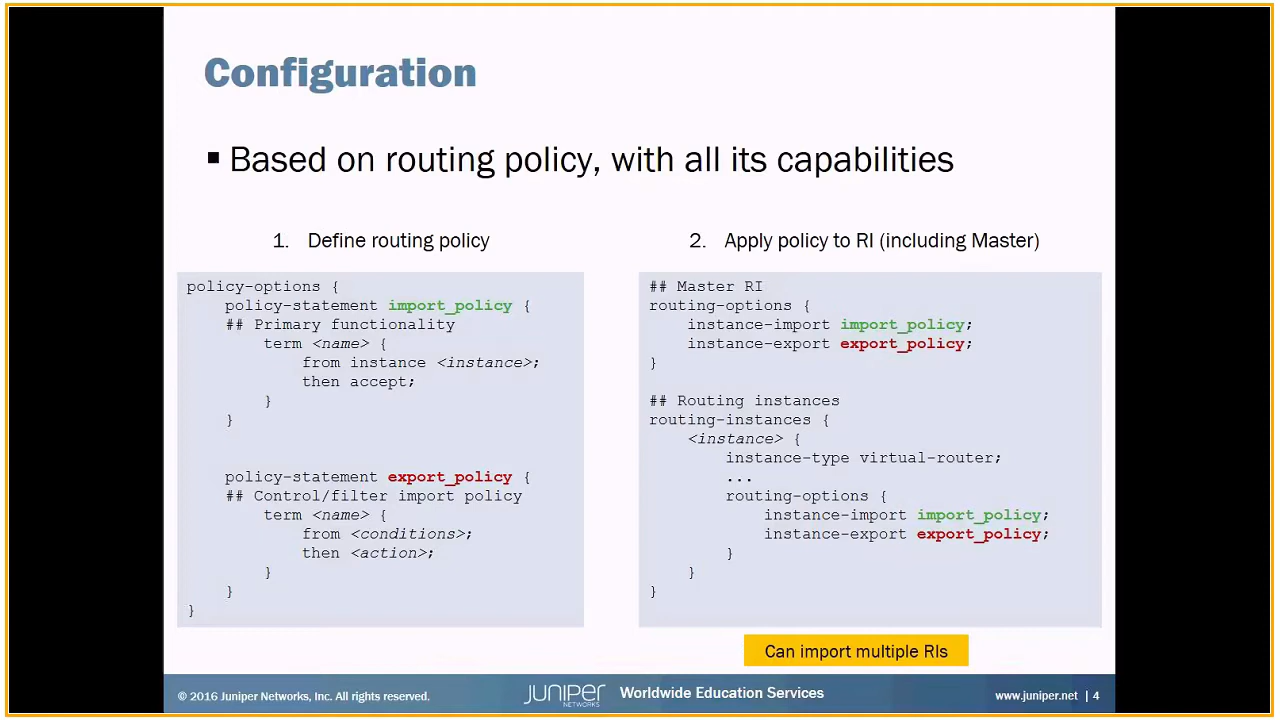 Configuration
▪ Based on routing policy, with all its capabilities
1. Define routing policy
policy-options {
    policy-statement import_policy {
    ## Primary functionality
        term <name> {
            from instance <instance>;
            then accept;
        }
    }
    policy-statement export_policy {
    ## Control/filter import policy
        term <name> {
            from <conditions>;
            then <action>;
        }
    }
}
2. Apply policy to RI (including Master)
## Master RI
routing-options {
    instance-import import_policy;
    instance-export export_policy;
}
## Routing instances
routing-instances {
    <instance> {
        instance-type virtual-router;
        ...
        routing-options {
            instance-import import_policy;
            instance-export export_policy;
        }
    }
}
Can import multiple RIs
© 2016 Juniper Networks, Inc. All rights reserved.
JUNIPER
NETWORKS
Worldwide Education Services
www.juniper.net | 4